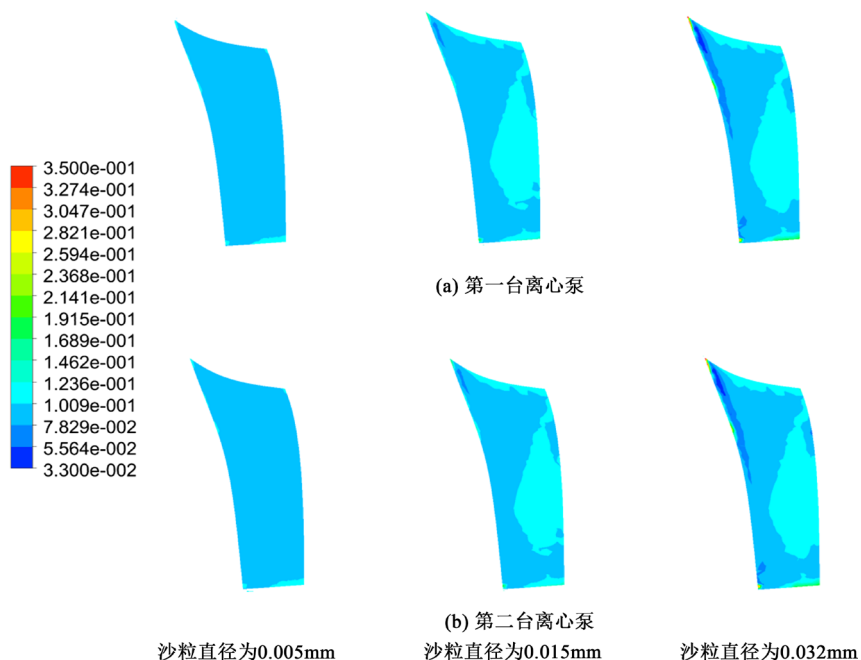 3.500e-001
3.274e-001
3.047e-001
2.821e-001
2.594e-001
2.368e-001
2.141e-001
1.915e-001
1.689e-001
1.462e-001
1.236e-001
1.009e-001
7.829e-002
5.564e-002
3.300e-002
(a) 第一台离心泵
(b) 第二台离心泵
沙粒直径为0.005mm 沙粒直径为0.015mm 沙粒直径为0.032mm